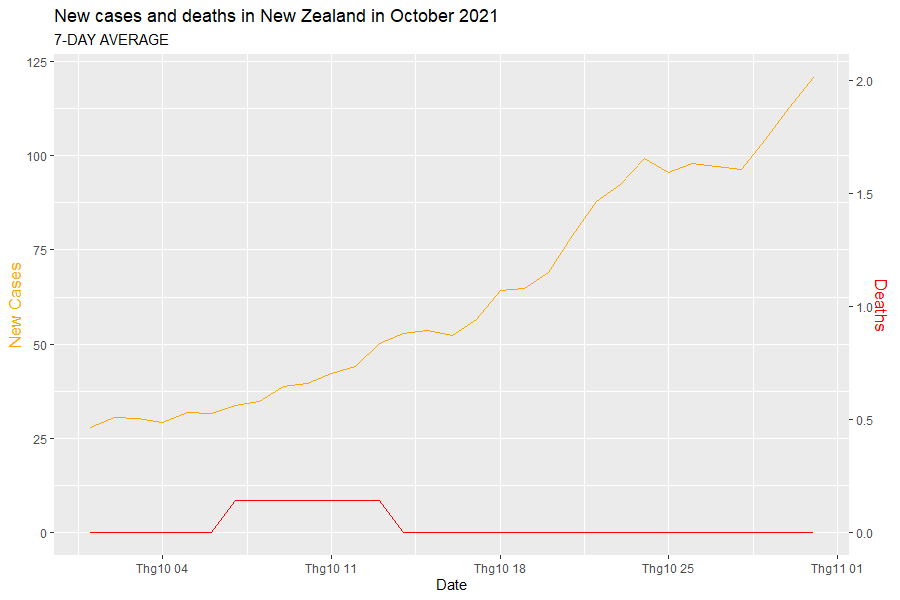 New cases and deaths in New Zealand in October 2021
7-DAY AVERAGE
125
100
75
50
25
0
New Cases
2.0
1.5
1.0
0.5
0.0
Deaths
Thg10 04
Thg10 11
Thg10 18
Thg10 25
Thg11 01
Date